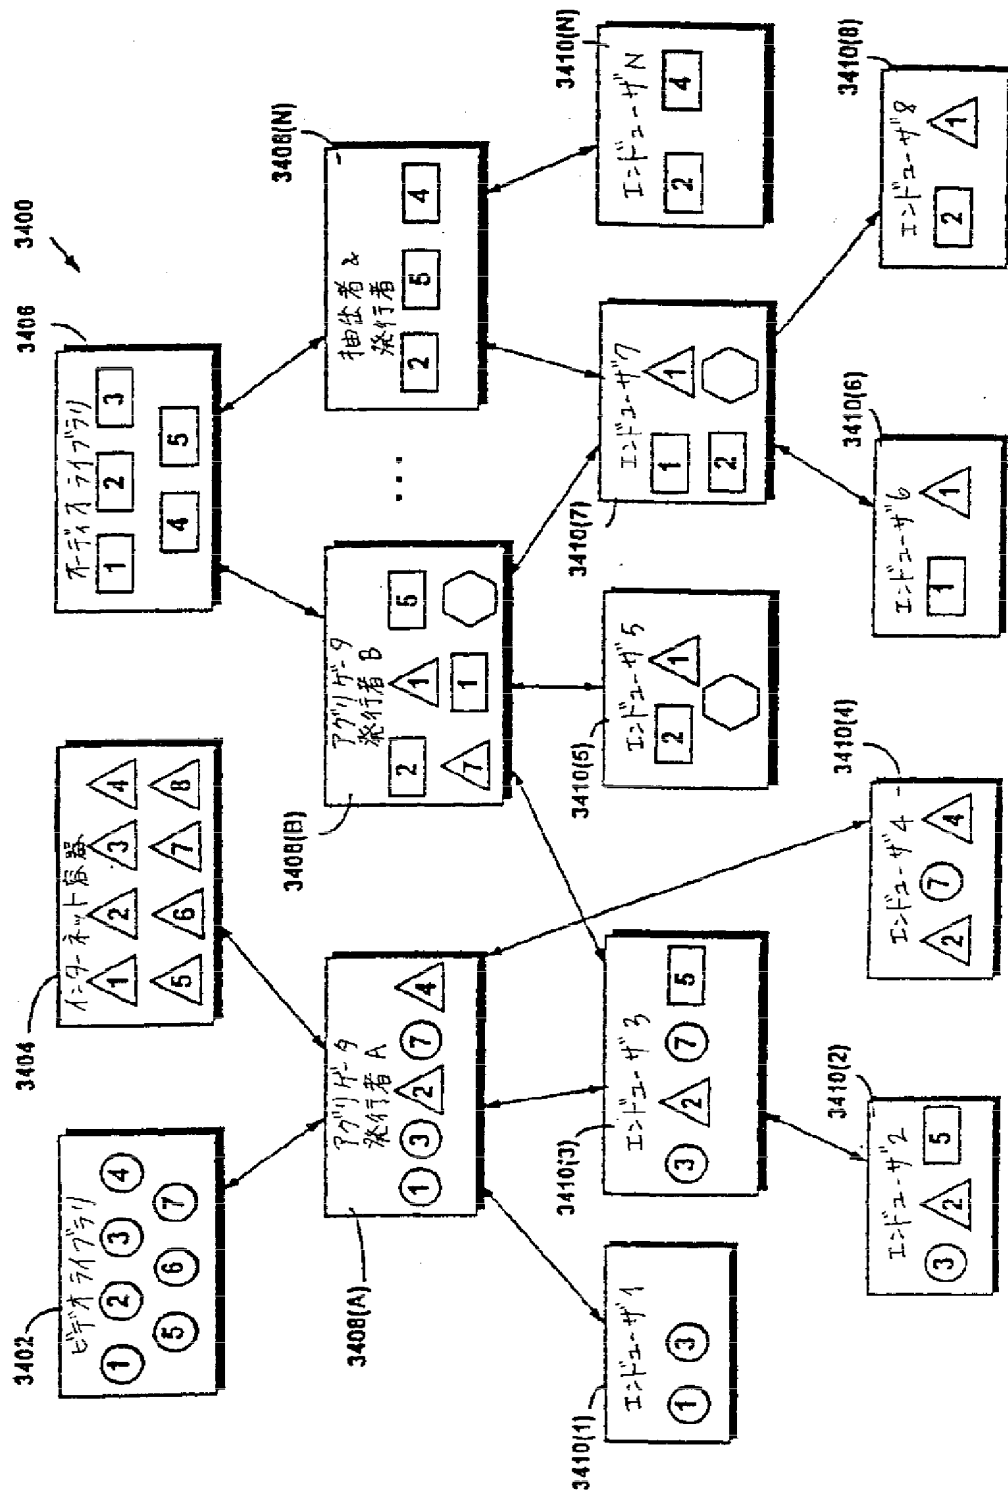 3400
3402
ビデオライブラリ
1 2 3 4
5 6 7
3404
インターネット容器
1 2 3 4
5 6 7 8
3406
オーディオライブラリ
1 2 3
4 5
3408(A)
アグリゲータ
発行者 A
1 3 2 7 4
3408(B)
アグリゲータ
発行者 B
2 1 5
7 1
...
3408(N)
抽出者 &
発行者
2 5 4
3410(1)
エンドユーザ1
1 3
3410(3)
エンドユーザ3
3 2 7 5
3410(5)
エンドユーザ5
2 1
3410(7)
エンドユーザ7
1 1
2
3410(N)
エンドユーザN
2 4
3410(2)
エンドユーザ2
3 2 5
3410(4)
エンドユーザ4
2 7 4
3410(6)
エンドユーザ6
1 1
3410(8)
エンドユーザ8
2 1